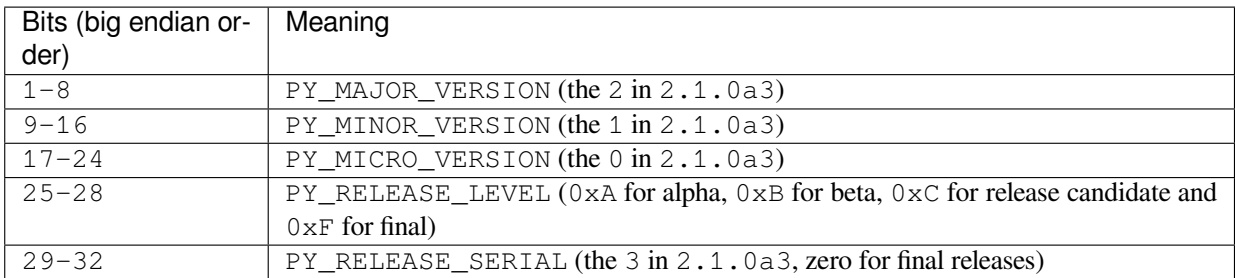 Bits (big endian or- Meaning
der)
1-8 PY_MAJOR_VERSION (the 2 in 2.1.0a3)
9-16 PY_MINOR_VERSION (the 1 in 2.1.0a3)
17-24 PY_MICRO_VERSION (the 0 in 2.1.0a3)
25-28 PY_RELEASE_LEVEL (0xA for alpha, 0xB for beta, 0xC for release candidate and
0xF for final)
29-32 PY_RELEASE_SERIAL (the 3 in 2.1.0a3, zero for final releases)